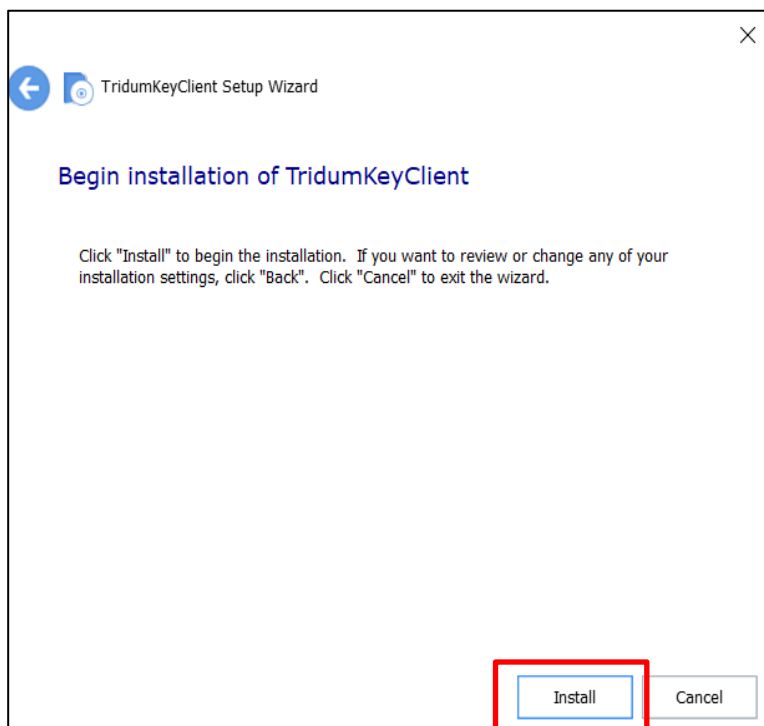 TridumKeyClient Setup Wizard
Begin installation of TridumKeyClient
Click "Install" to begin the installation.  If you want to review or change any of your
installation settings, click "Back".  Click "Cancel" to exit the wizard.
Install
Cancel